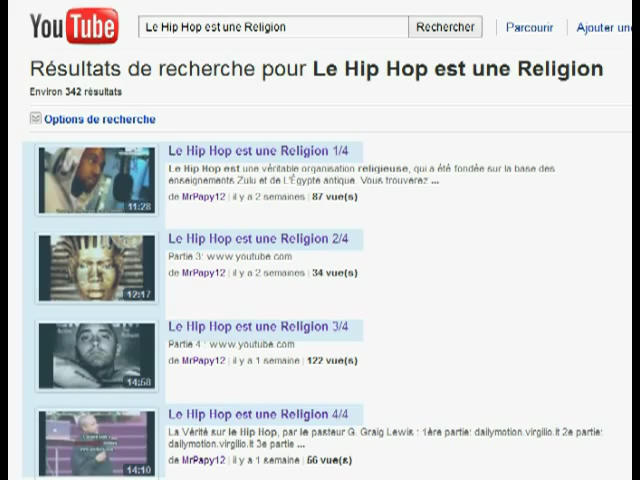 YouTube
Le Hip Hop est une Religion
Rechercher
Parcourir
Ajouter une
Résultats de recherche pour Le Hip Hop est une Religion
Environ 342 résultats
Options de recherche
Le Hip Hop est une Religion 1/4
Le Hip Hop est une véritable organisation religieuse, qui a été fondée sur la base des
enseignements Zulu et de L'Égypte antique. Vous trouverez ...
de MrPapy12 | il y a 2 semaines | 87 vue(s)
11:28
Le Hip Hop est une Religion 2/4
Partie 3: www.youtube.com
de MrPapy12 | il y a 2 semaines | 34 vue(s)
12:17
Le Hip Hop est une Religion 3/4
Partie 4 : www.youtube.com
de MrPapy12 | il y a 1 semaine | 122 vue(s)
14:58
Le Hip Hop est une Religion 4/4
La Vérité sur le Hip Hop, par le pasteur G. Graig Lewis : 1ère partie: dailymotion.virgilio.it 2e partie:
dailymotion.virgilio.it 3e partie ...
de MrPapy12 | il y a 1 semaine | 66 vue(s)
14:10